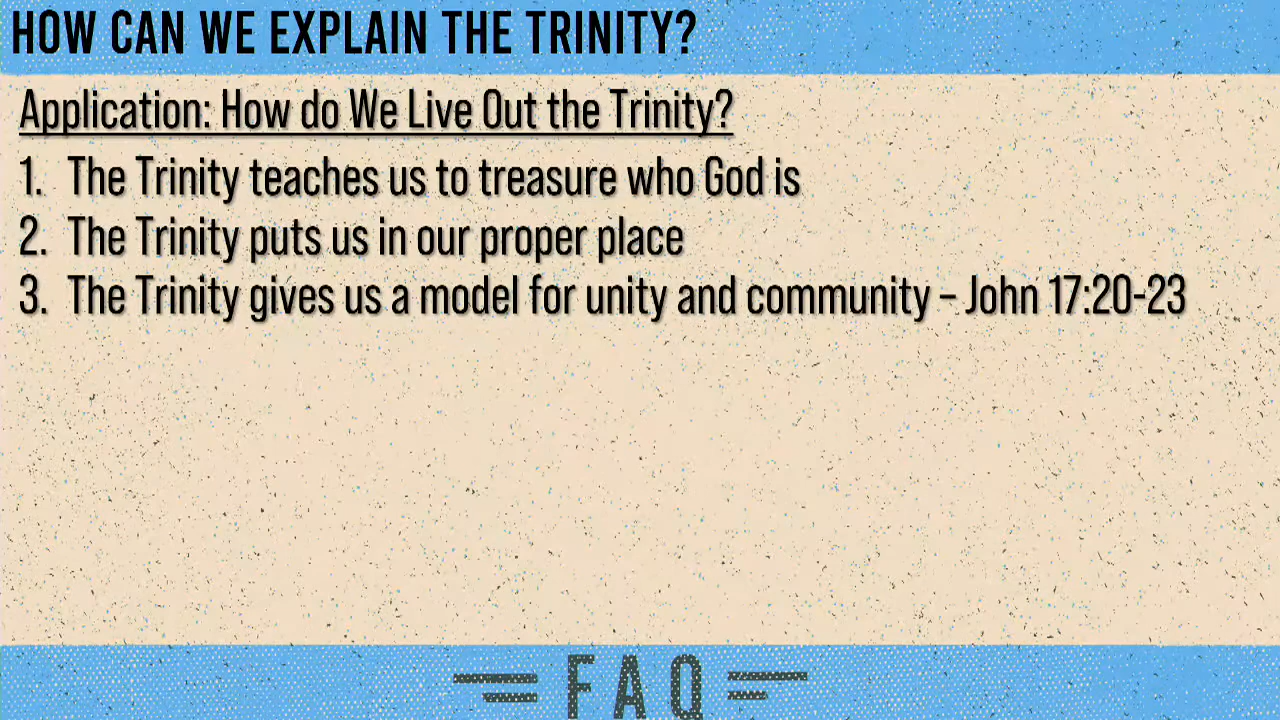 HOW CAN WE EXPLAIN THE TRINITY?
Application: How do We Live Out the Trinity?
1. The Trinity teaches us to treasure who God is
2. The Trinity puts us in our proper place
3. The Trinity gives us a model for unity and community – John 17:20-23
FAQ